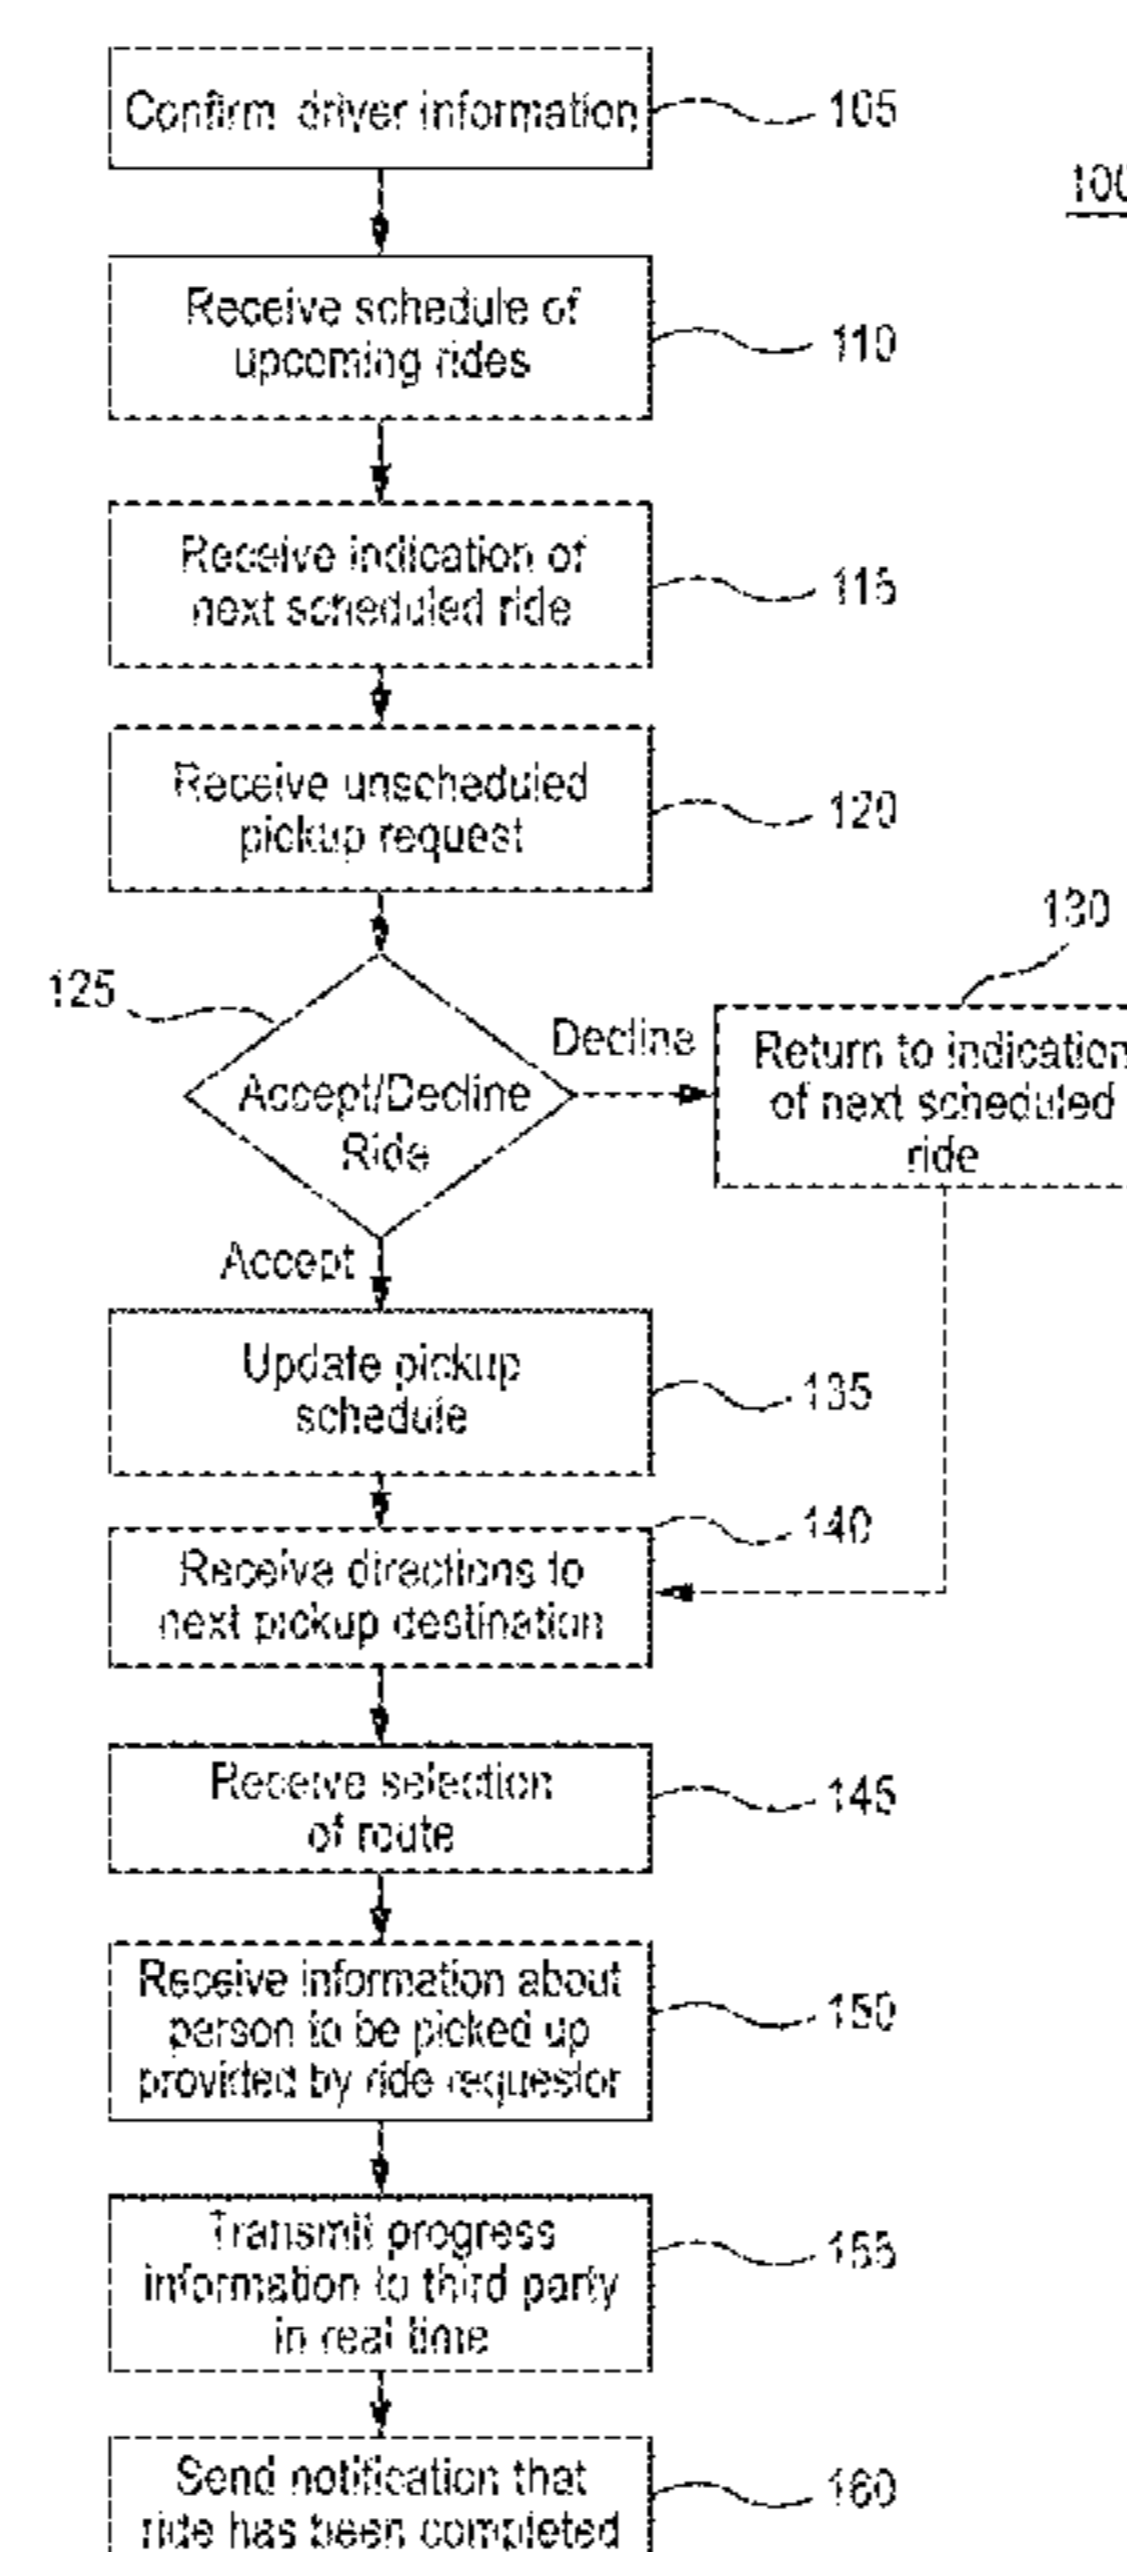 Confirm driver information
105
100
Receive schedule of
upcoming rides
110
Receive indication of
next scheduled ride
115
Receive unscheduled
pickup request
120
130
125
Decline
Accept/Decline
Ride
Return to indication
of next scheduled
ride
Accept
Update pickup
schedule
135
140
Receive directions to
next pickup destination
Receive selection
of route
145
Receive information about
person to be picked up
provided by ride requestor
150
Transmit progress
information to third party
in real time
155
Send notification that
ride has been completed
160